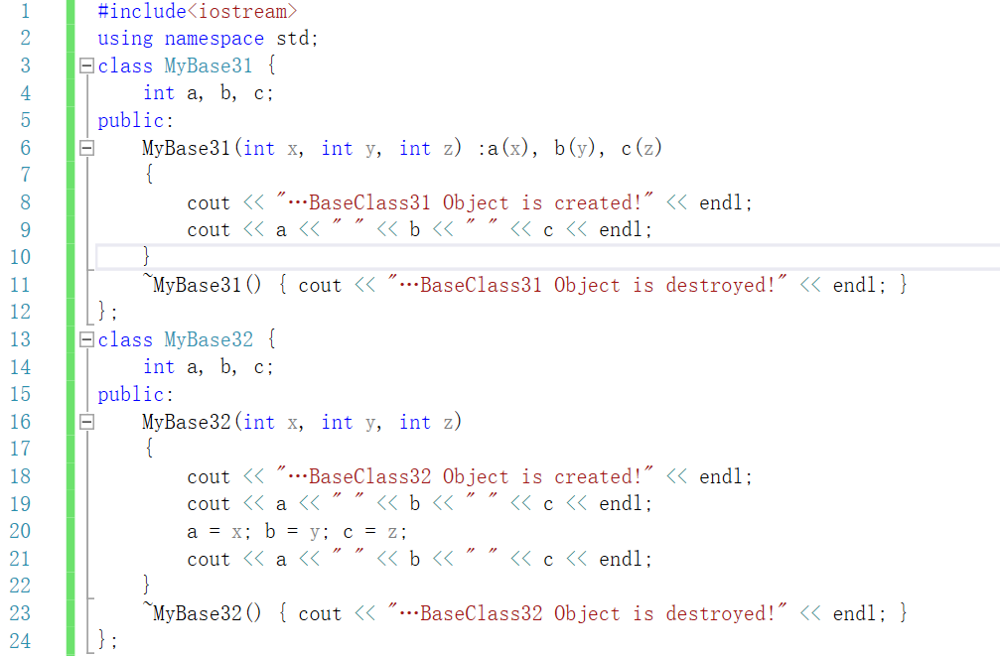 1 #include<iostream>
2 using namespace std;
3 class MyBase31 {
4 int a, b, c;
5 public:
6 MyBase31(int x, int y, int z) :a(x), b(y), c(z)
7 {
8 cout << "…BaseClass31 Object is created!" << endl;
9 cout << a << " " << b << " " << c << endl;
10 }
11 ~MyBase31() { cout << "…BaseClass31 Object is destroyed!" << endl; }
12 };
13 class MyBase32 {
14 int a, b, c;
15 public:
16 MyBase32(int x, int y, int z)
17 {
18 cout << "…BaseClass32 Object is created!" << endl;
19 cout << a << " " << b << " " << c << endl;
20 a = x; b = y; c = z;
21 cout << a << " " << b << " " << c << endl;
22 }
23 ~MyBase32() { cout << "…BaseClass32 Object is destroyed!" << endl; }
24 };